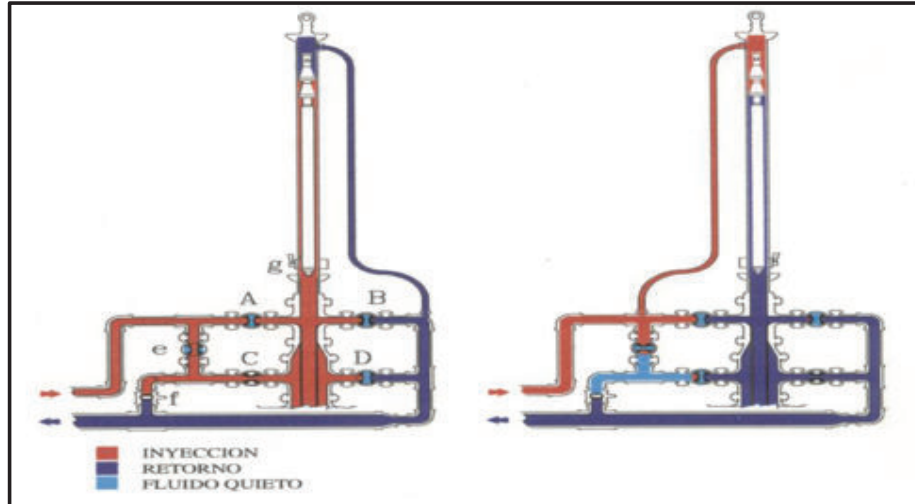 g
A
B
e
C
D
f
INYECCION
RETORNO
FLUIDO QUIETO